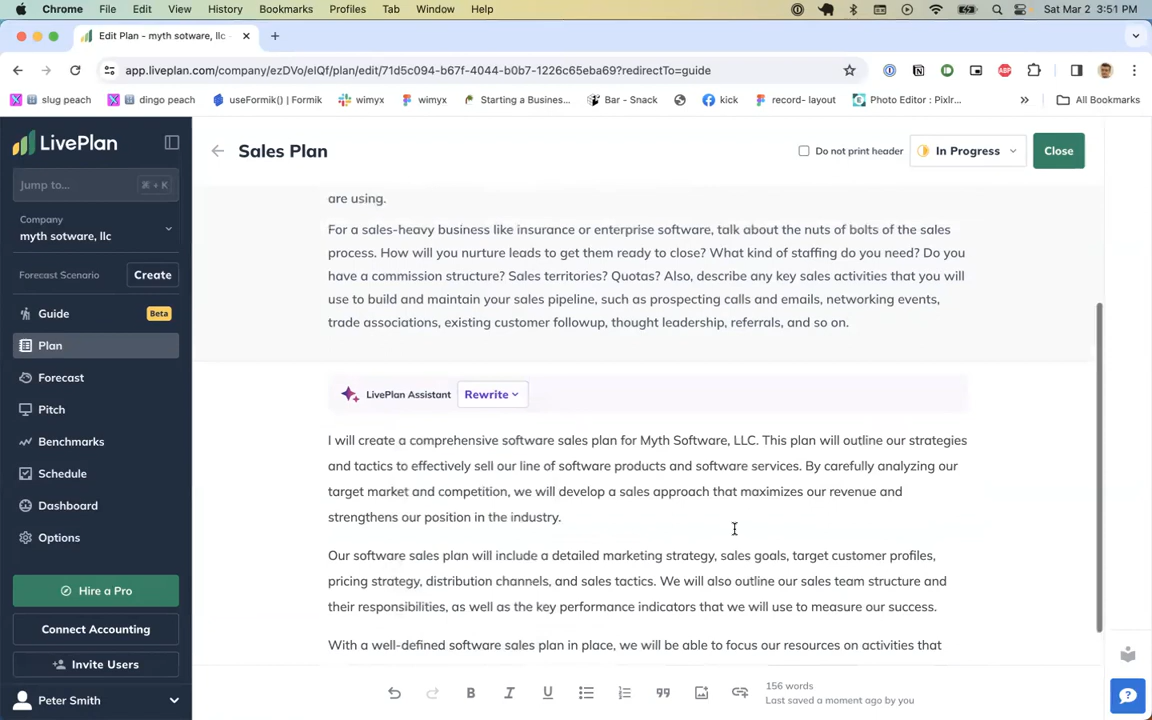 Chrome File Edit View History Bookmarks Profiles Tab Window Help Sat Mar 2 3:51 PM
Edit Plan - myth sotware, llc
app.liveplan.com/company/ezDVo/elQf/plan/edit/71d5c094-b67f-4044-b0b7-1226c65eba69?redirectTo=guide
slug peach dingo peach useFormik() | Formik wimyx wimyx Starting a Busines... Bar - Snack kick record- layout Photo Editor : Pixlr... » All Bookmarks
LivePlan
Sales Plan
Do not print header
In Progress
Close
Jump to... ⌘ + K
Company
myth sotware, llc
Forecast Scenario Create
Guide Beta
Plan
Forecast
Pitch
Benchmarks
Schedule
Dashboard
Options
Hire a Pro
Connect Accounting
Invite Users
Peter Smith
are using.
For a sales-heavy business like insurance or enterprise software, talk about the nuts of bolts of the sales
process. How will you nurture leads to get them ready to close? What kind of staffing do you need? Do you
have a commission structure? Sales territories? Quotas? Also, describe any key sales activities that you will
use to build and maintain your sales pipeline, such as prospecting calls and emails, networking events,
trade associations, existing customer followup, thought leadership, referrals, and so on.
LivePlan Assistant Rewrite
I will create a comprehensive software sales plan for Myth Software, LLC. This plan will outline our strategies
and tactics to effectively sell our line of software products and software services. By carefully analyzing our
target market and competition, we will develop a sales approach that maximizes our revenue and
strengthens our position in the industry.
Our software sales plan will include a detailed marketing strategy, sales goals, target customer profiles,
pricing strategy, distribution channels, and sales tactics. We will also outline our sales team structure and
their responsibilities, as well as the key performance indicators that we will use to measure our success.
With a well-defined software sales plan in place, we will be able to focus our resources on activities that
B I U
156 words
Last saved a moment ago by you